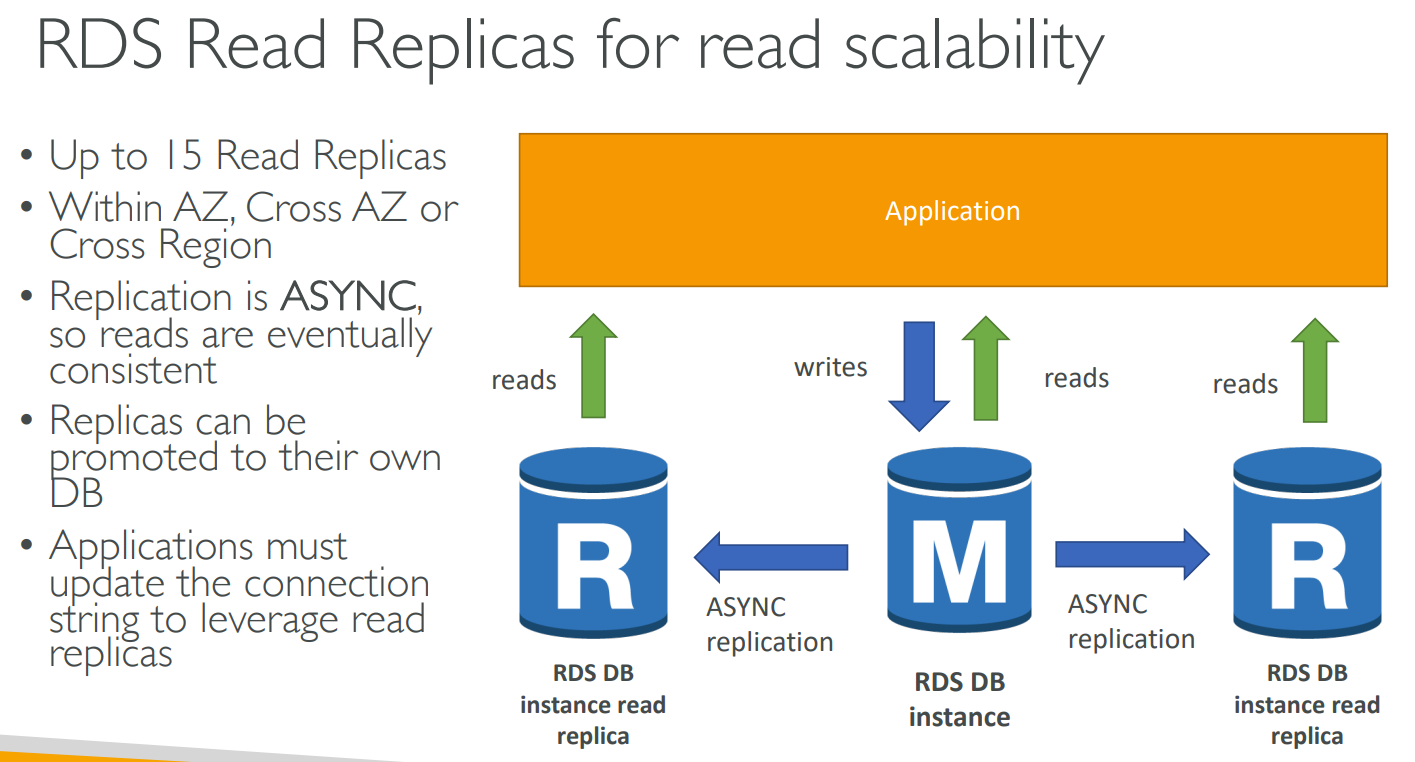 RDS Read Replicas for read scalability
• Up to 15 Read Replicas
• Within AZ, Cross AZ or
Cross Region
• Replication is ASYNC,
so reads are eventually
consistent
• Replicas can be
promoted to their own
DB
• Applications must
update the connection
string to leverage read
replicas
Application
reads
writes
reads
reads
R
M
R
ASYNC
replication
ASYNC
replication
RDS DB
instance read
replica
RDS DB
instance
RDS DB
instance read
replica